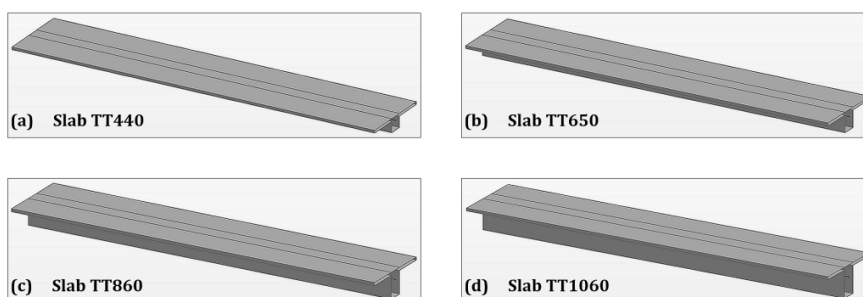 (a) Slab TT440
(b) Slab TT650
(c) Slab TT860
(d) Slab TT1060